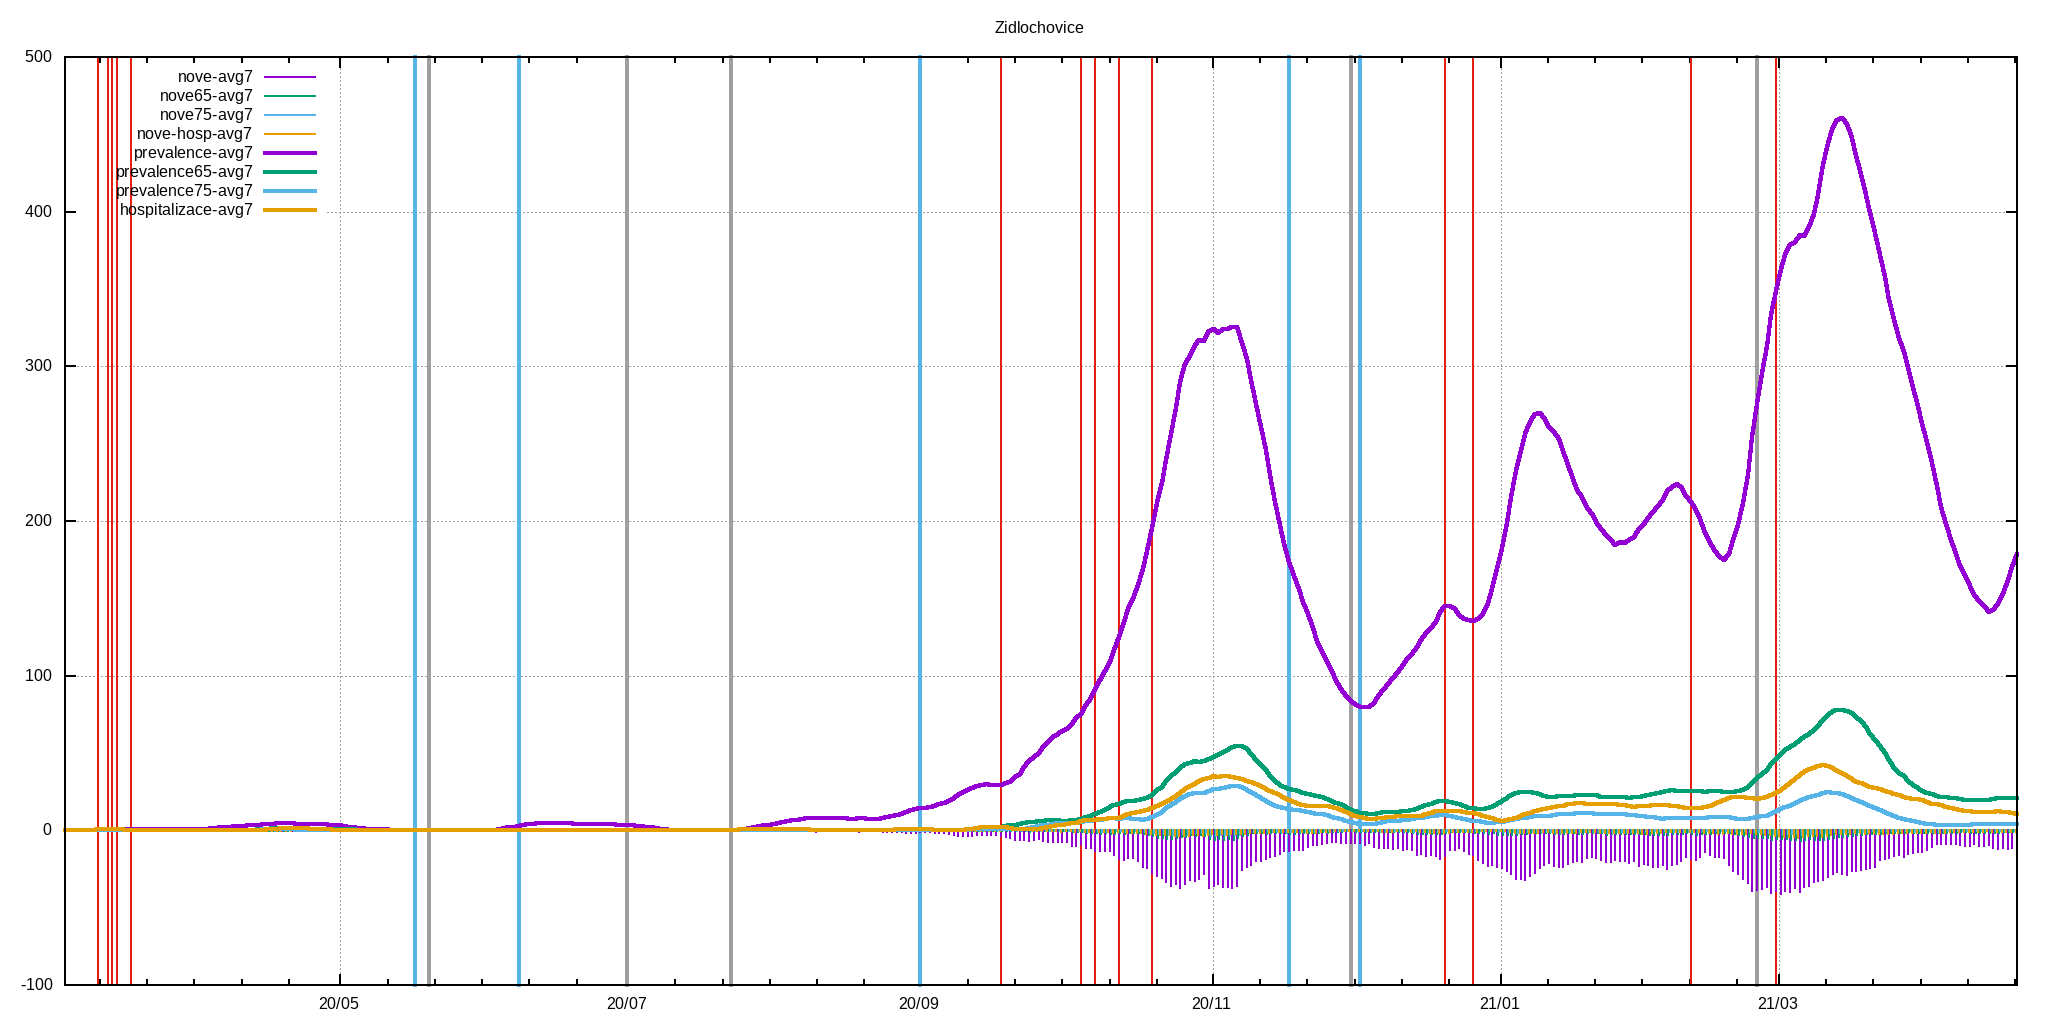 Zidlochovice
500
400
300
200
100
0
-100
nove-avg7
nove65-avg7
nove75-avg7
nove-hosp-avg7
prevalence-avg7
prevalence65-avg7
prevalence75-avg7
hospitalizace-avg7
20/05 20/07 20/09 20/11 21/01 21/03